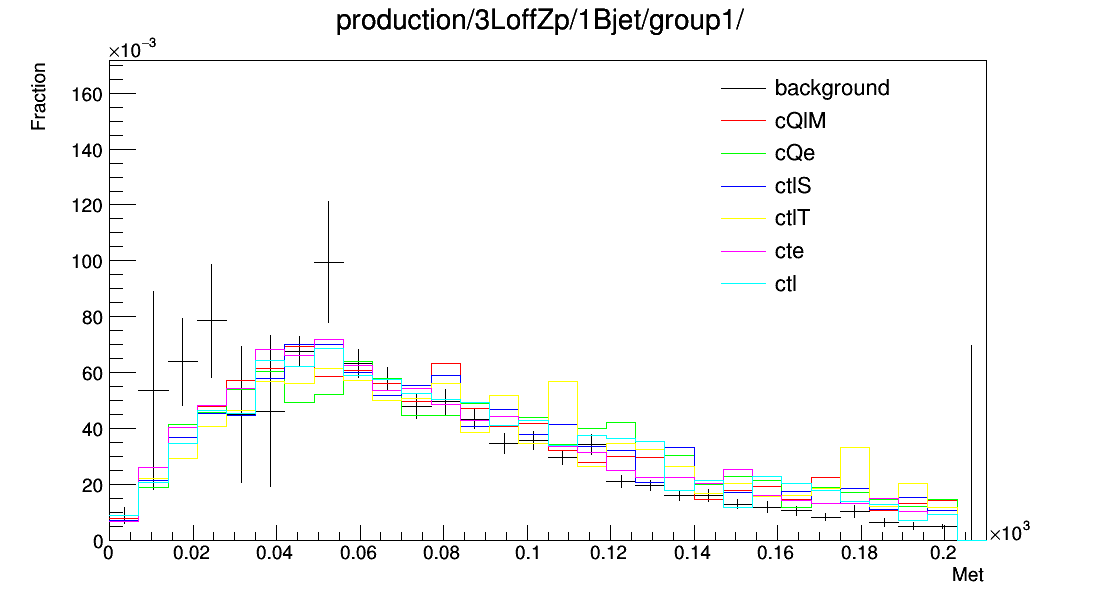 production/3LoffZp/1Bjet/group1/
×10⁻³
Fraction
160
140
120
100
80
60
40
20
0
background
cQlM
cQe
ctlS
ctlT
cte
ctl
0 0.02 0.04 0.06 0.08 0.1 0.12 0.14 0.16 0.18 0.2
×10³
Met